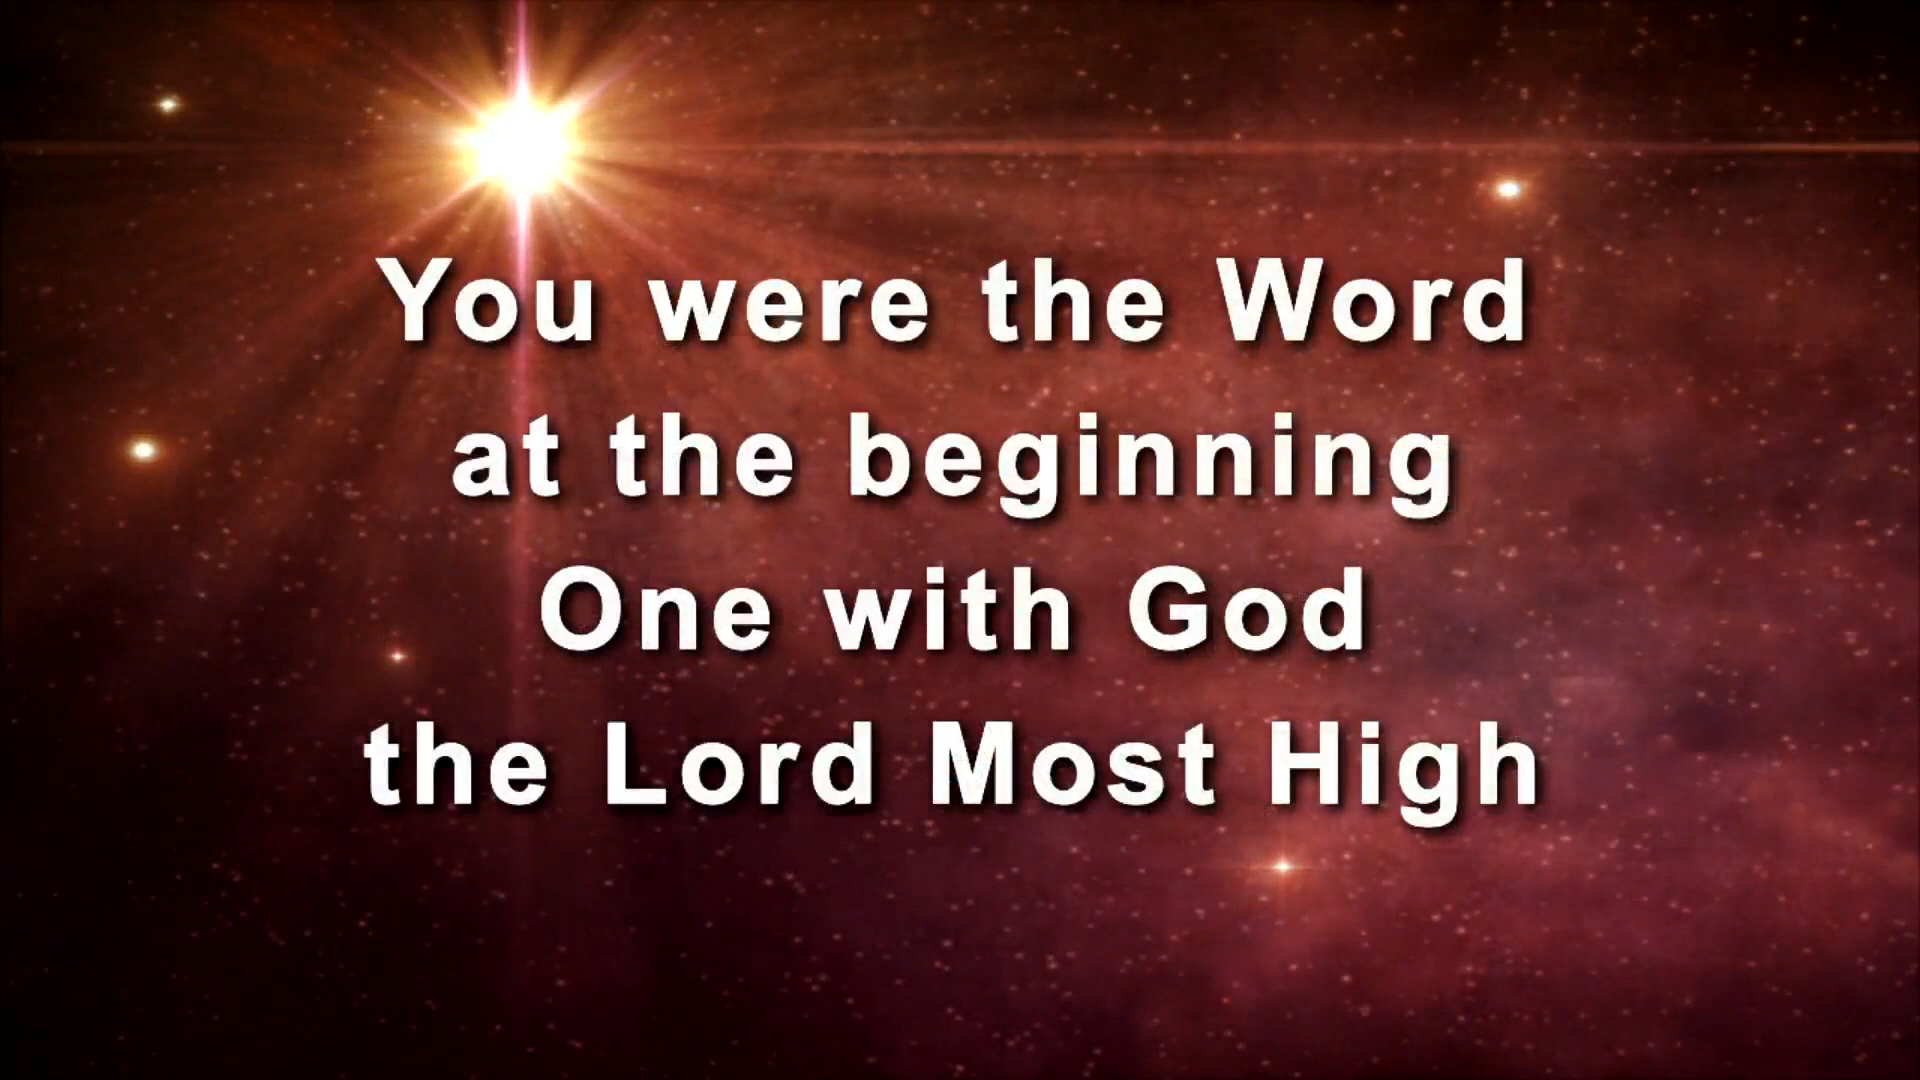 You were the Word
at the beginning
One with God
the Lord Most High